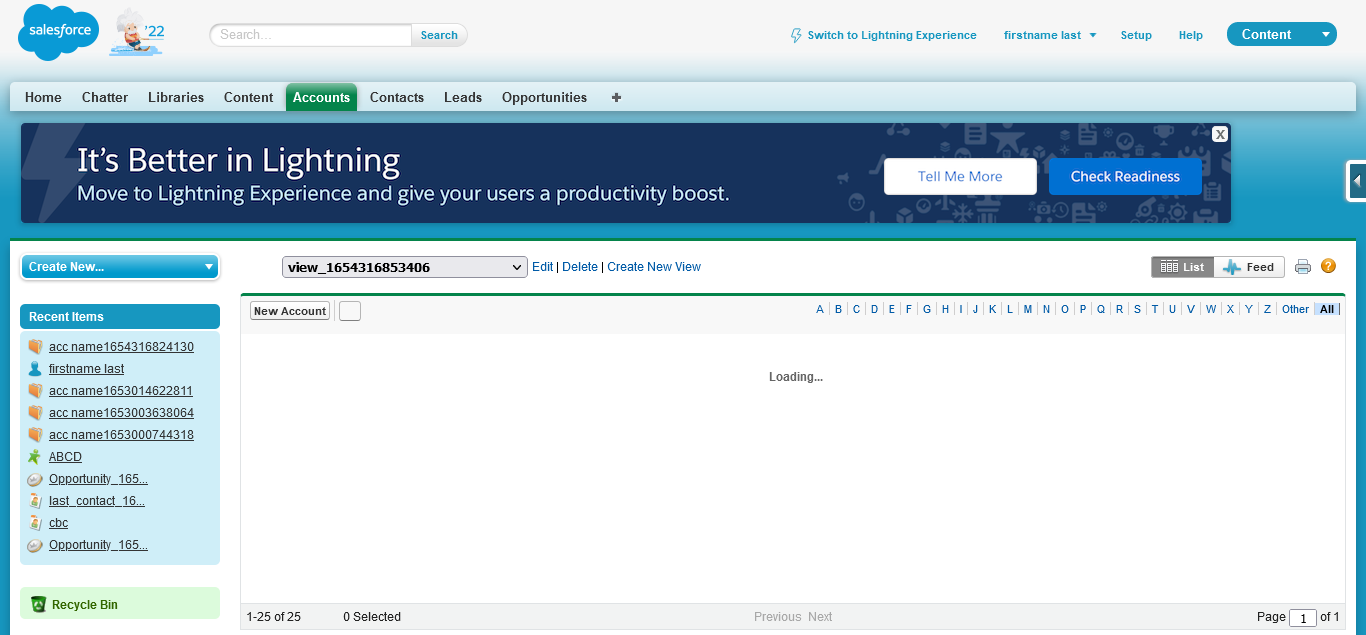 salesforce
'22
Search...
Search
Switch to Lightning Experience
firstname last
Setup
Help
Content
Home
Chatter
Libraries
Content
Accounts
Contacts
Leads
Opportunities
It's Better in Lightning
Move to Lightning Experience and give your users a productivity boost.
Tell Me More
Check Readiness
X
Create New...
view_1654316853406
Edit | Delete | Create New View
List
Feed
?
Recent Items
acc name1654316824130
firstname last
acc name1653014622811
acc name1653003638064
acc name1653000744318
ABCD
Opportunity_165...
last_contact_16...
cbc
Opportunity_165...
Recycle Bin
New Account
A | B | C | D | E | F | G | H | I | J | K | L | M | N | O | P | Q | R | S | T | U | V | W | X | Y | Z | Other | All |
Loading...
1-25 of 25
0 Selected
Previous Next
Page 1 of 1